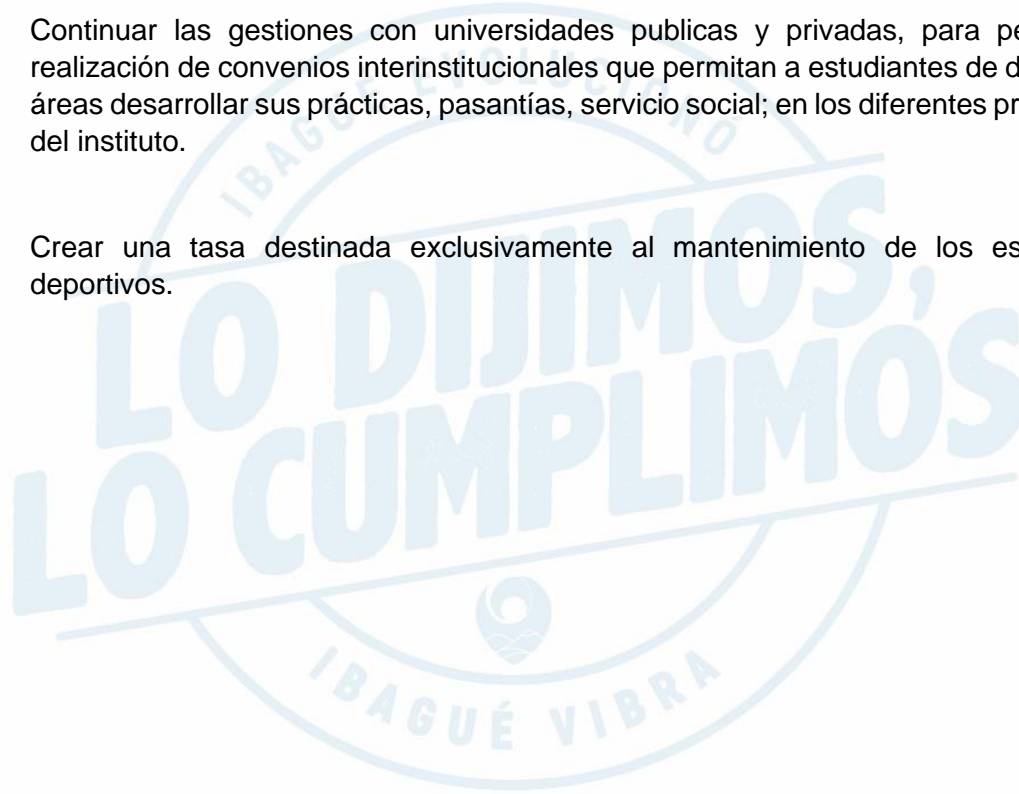 Continuar las gestiones con universidades publicas y privadas, para pe
realización de convenios interinstitucionales que permitan a estudiantes de d
áreas desarrollar sus prácticas, pasantías, servicio social; en los diferentes pr
del instituto.
Crear una tasa destinada exclusivamente al mantenimiento de los es
deportivos.
IBAGUÉ EVOLUCIONÓ
LO DIJIMOS,
LO CUMPLIMOS
IBAGUÉ VIBRA